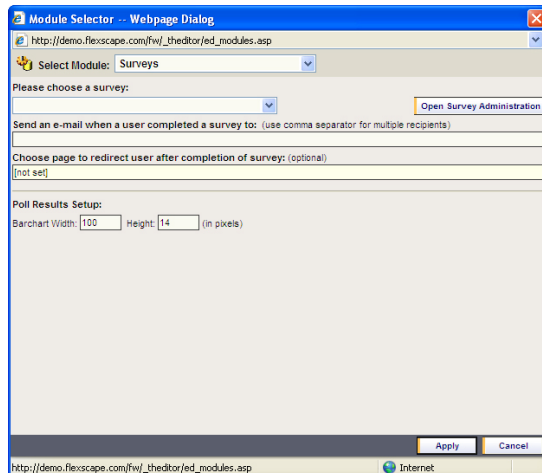 Module Selector -- Webpage Dialog
http://demo.flexscape.com/fw/_theditor/ed_modules.asp
Select Module: Surveys
Please choose a survey:
Open Survey Administration
Send an e-mail when a user completed a survey to: (use comma separator for multiple recipients)
Choose page to redirect user after completion of survey: (optional)
[not set]
Poll Results Setup:
Barchart Width: 100 Height: 14 (in pixels)
Apply Cancel
http://demo.flexscape.com/fw/_theditor/ed_modules.asp Internet